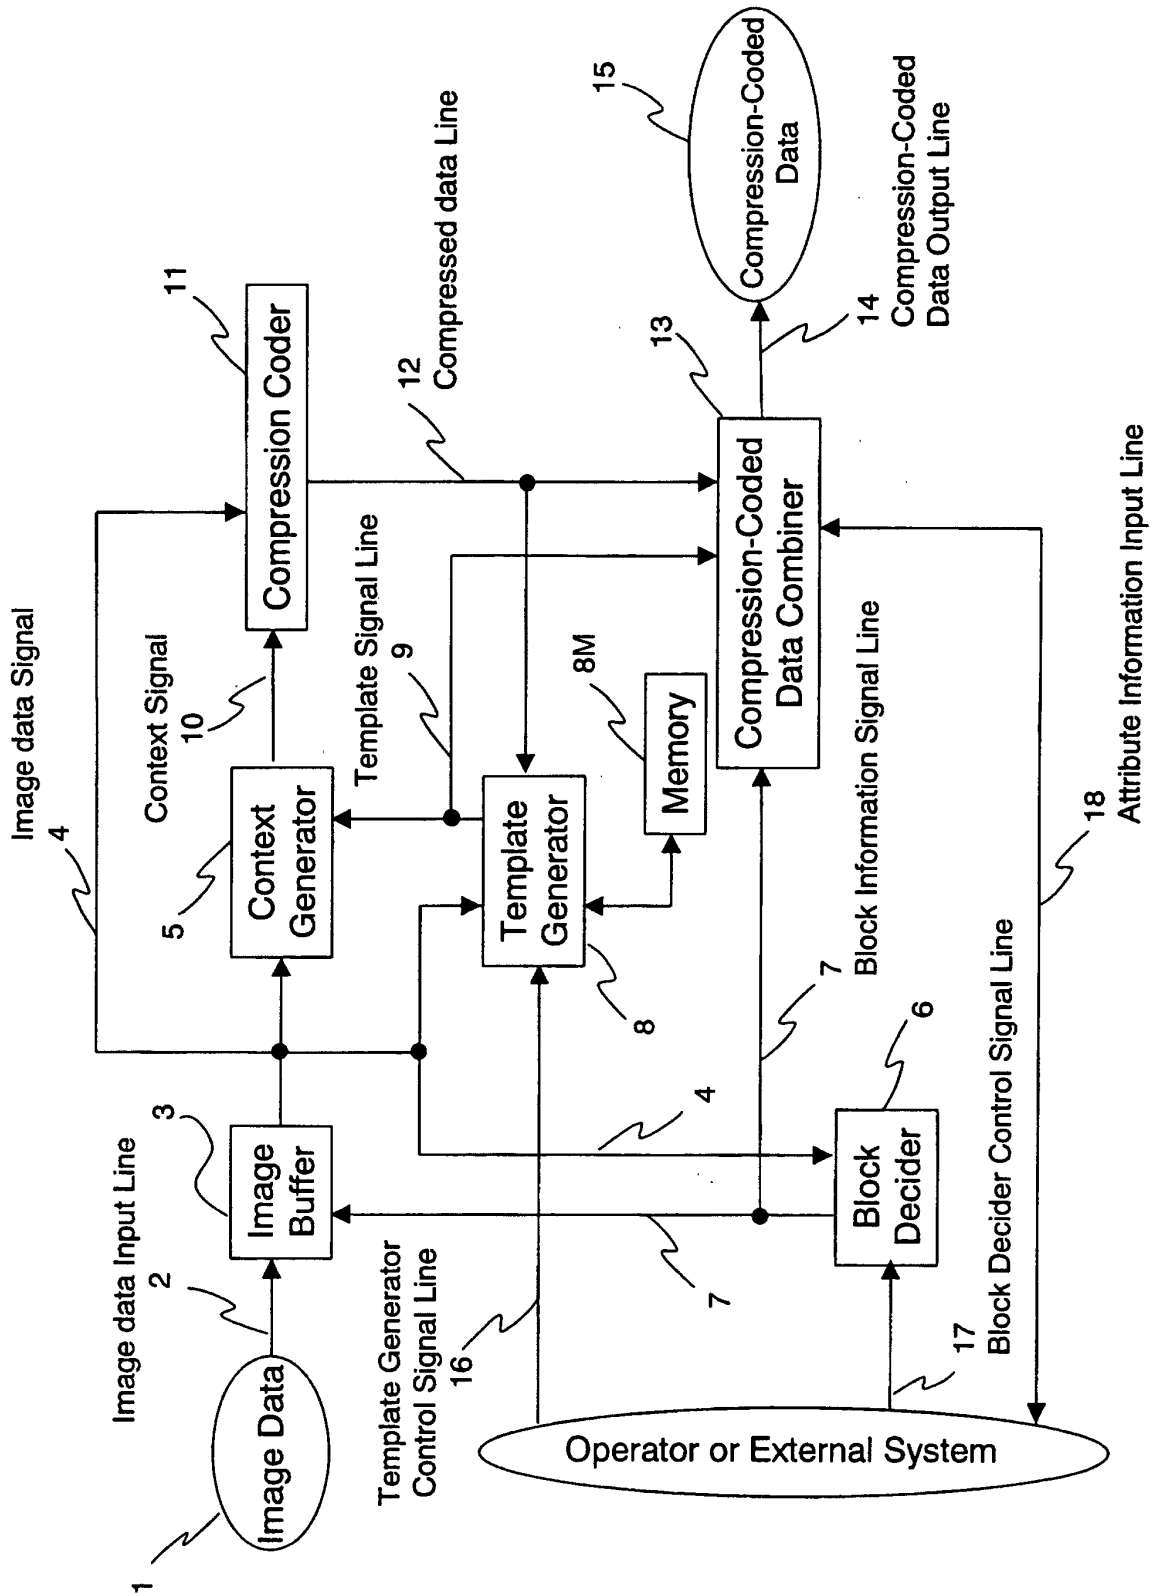 Image data Signal
4
Image data Input Line
2
1
Image Data
3
Image
Buffer
5
Context
Generator
Context Signal
10
11
Compression Coder
Template Signal Line
9
12
Compressed data Line
Template Generator
Control Signal Line
16
Template
Generator
8
8M
Memory
13
Compression-Coded
Data Combiner
15
Compression-Coded
Data
14
Compression-Coded
Data Output Line
7
4
7
Block Information Signal Line
6
Block
Decider
Operator or External System
17
Block Decider Control Signal Line
18
Attribute Information Input Line